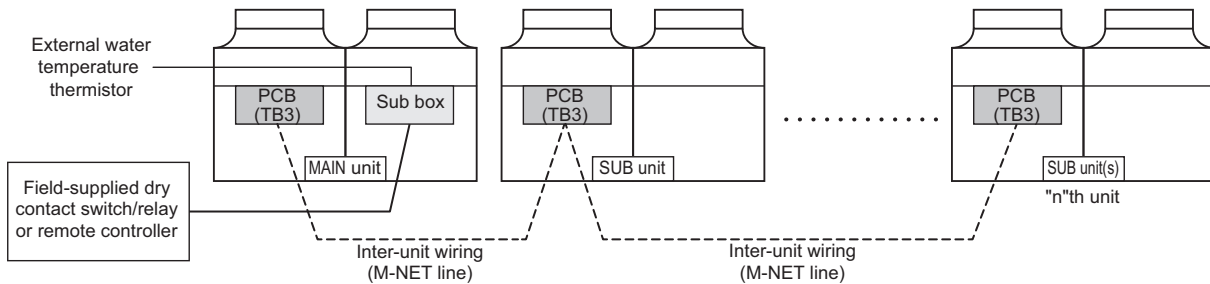 External water
temperature
thermistor
PCB
(TB3)
Sub box
MAIN unit
PCB
(TB3)
SUB unit
PCB
(TB3)
SUB unit(s)
"n"th unit
Field-supplied dry
contact switch/relay
or remote controller
Inter-unit wiring
(M-NET line)
Inter-unit wiring
(M-NET line)